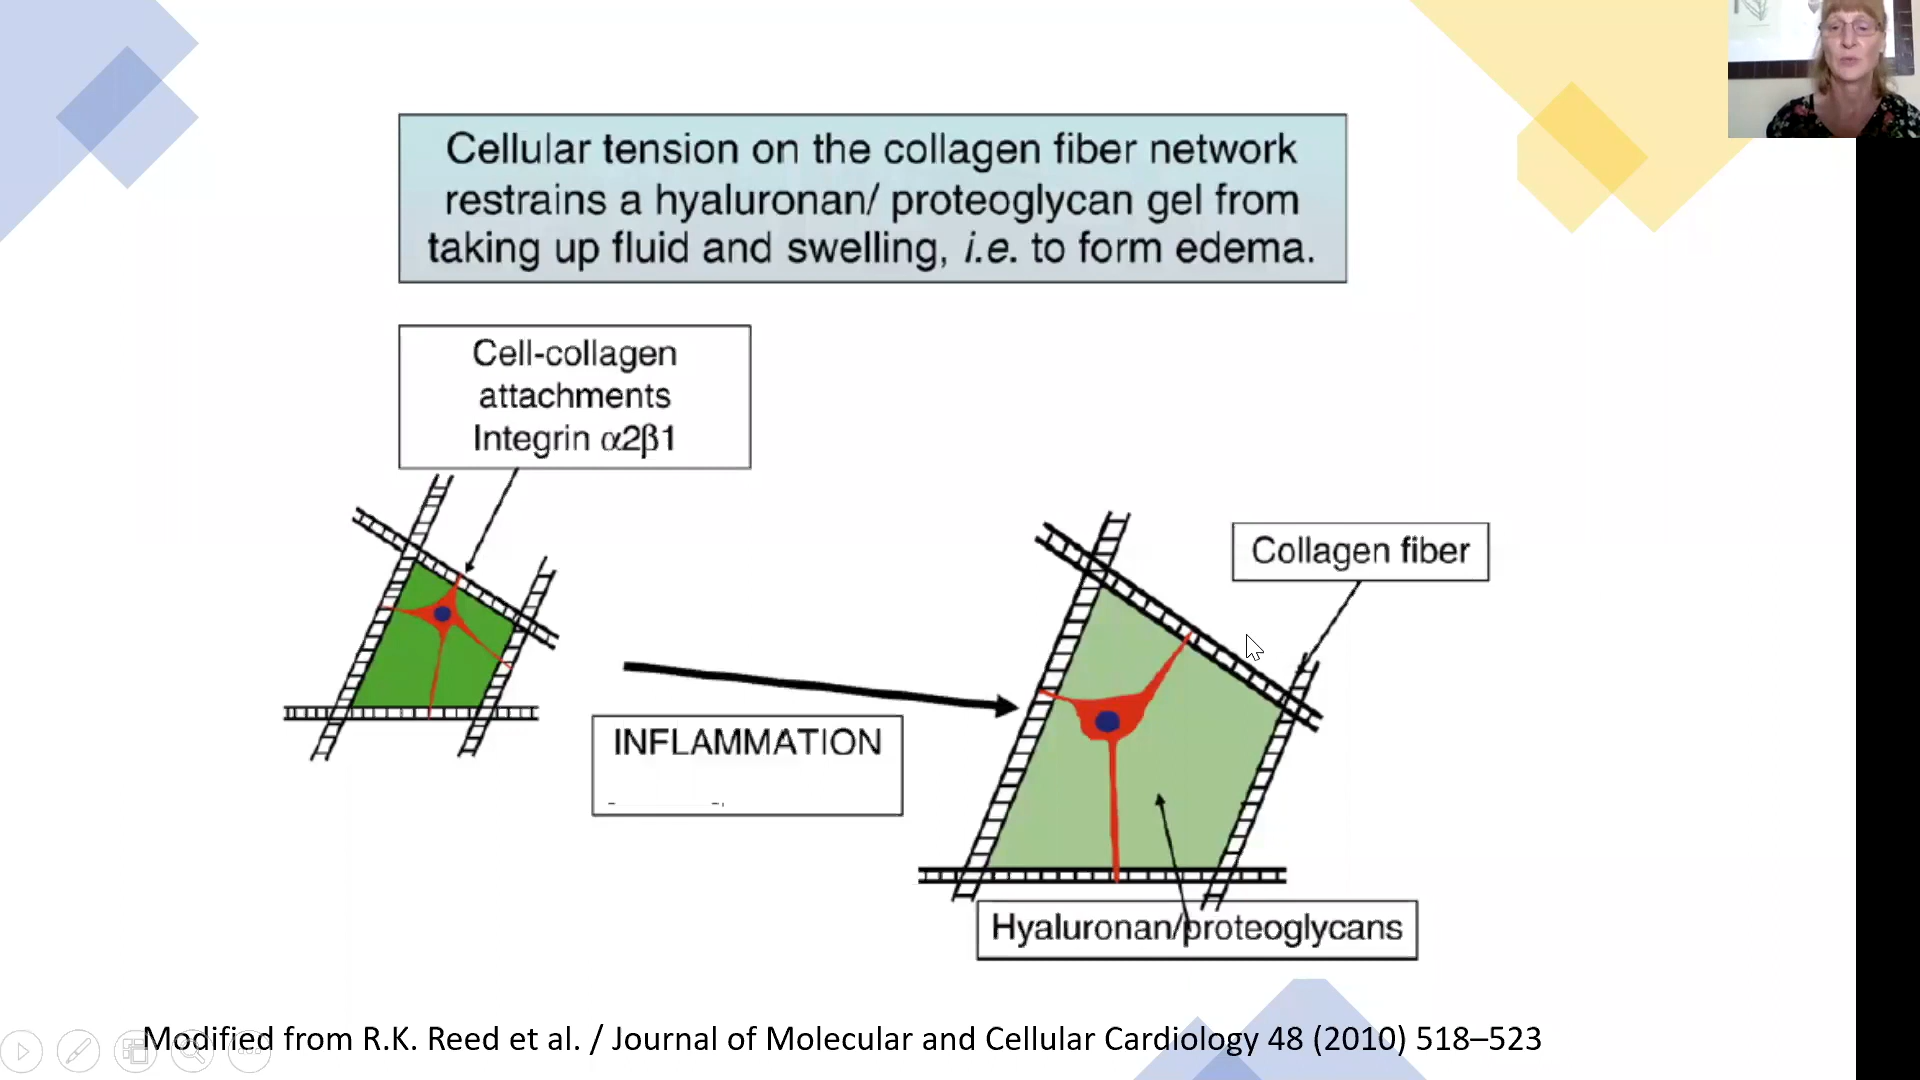 Cellular tension on the collagen fiber network
restrains a hyaluronan/ proteoglycan gel from
taking up fluid and swelling, i.e. to form edema.
Cell-collagen
attachments
Integrin α2β1
Collagen fiber
INFLAMMATION
Hyaluronan/proteoglycans
Modified from R.K. Reed et al. / Journal of Molecular and Cellular Cardiology 48 (2010) 518–523